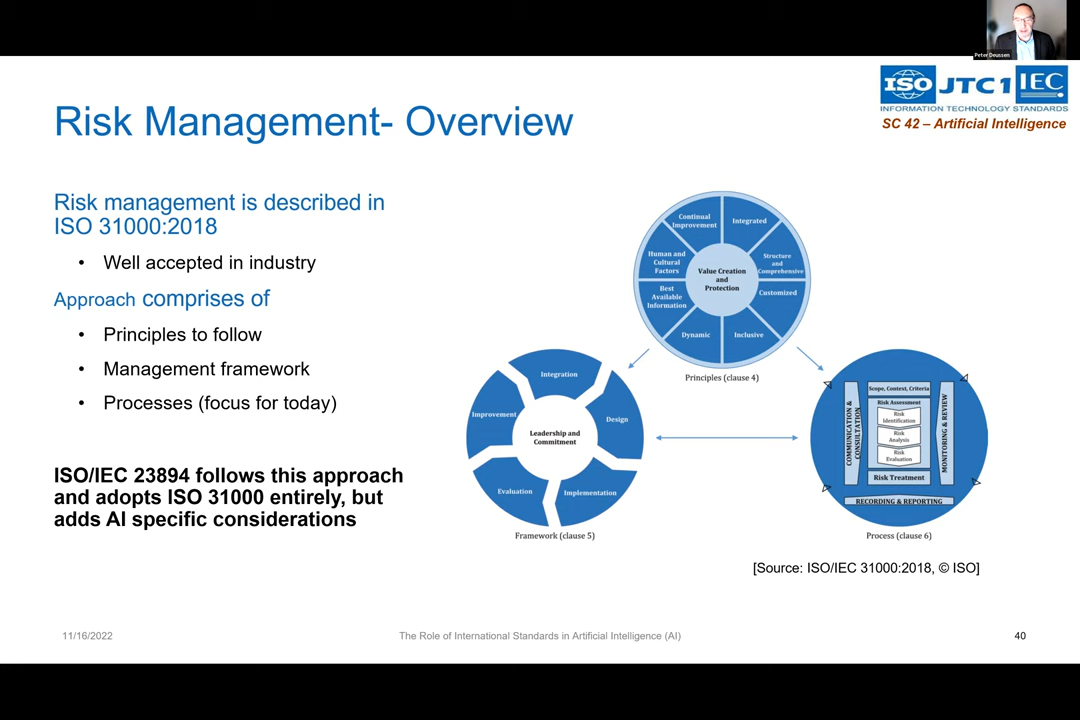 Peter Deussen
ISO JTC1 IEC
INFORMATION TECHNOLOGY STANDARDS
SC 42 – Artificial Intelligence
Risk Management- Overview
Risk management is described in
ISO 31000:2018
• Well accepted in industry
Approach comprises of
• Principles to follow
• Management framework
• Processes (focus for today)
ISO/IEC 23894 follows this approach
and adopts ISO 31000 entirely, but
adds AI specific considerations
Continual
Improvement
Integrated
Human and
Cultural
Factors
Structure
and
Comprehensive
Value Creation
and
Protection
Best
Available
Information
Customized
Dynamic
Inclusive
Principles (clause 4)
Integration
Improvement
Design
Leadership and
Commitment
Evaluation
Implementation
Framework (clause 5)
Scope, Context, Criteria
Risk Assessment
Risk
Identification
Risk
Analysis
Risk
Evaluation
Risk Treatment
COMMUNICATION &
CONSULTATION
MONITORING & REVIEW
RECORDING & REPORTING
Process (clause 6)
[Source: ISO/IEC 31000:2018, © ISO]
11/16/2022
The Role of International Standards in Artificial Intelligence (AI)
40